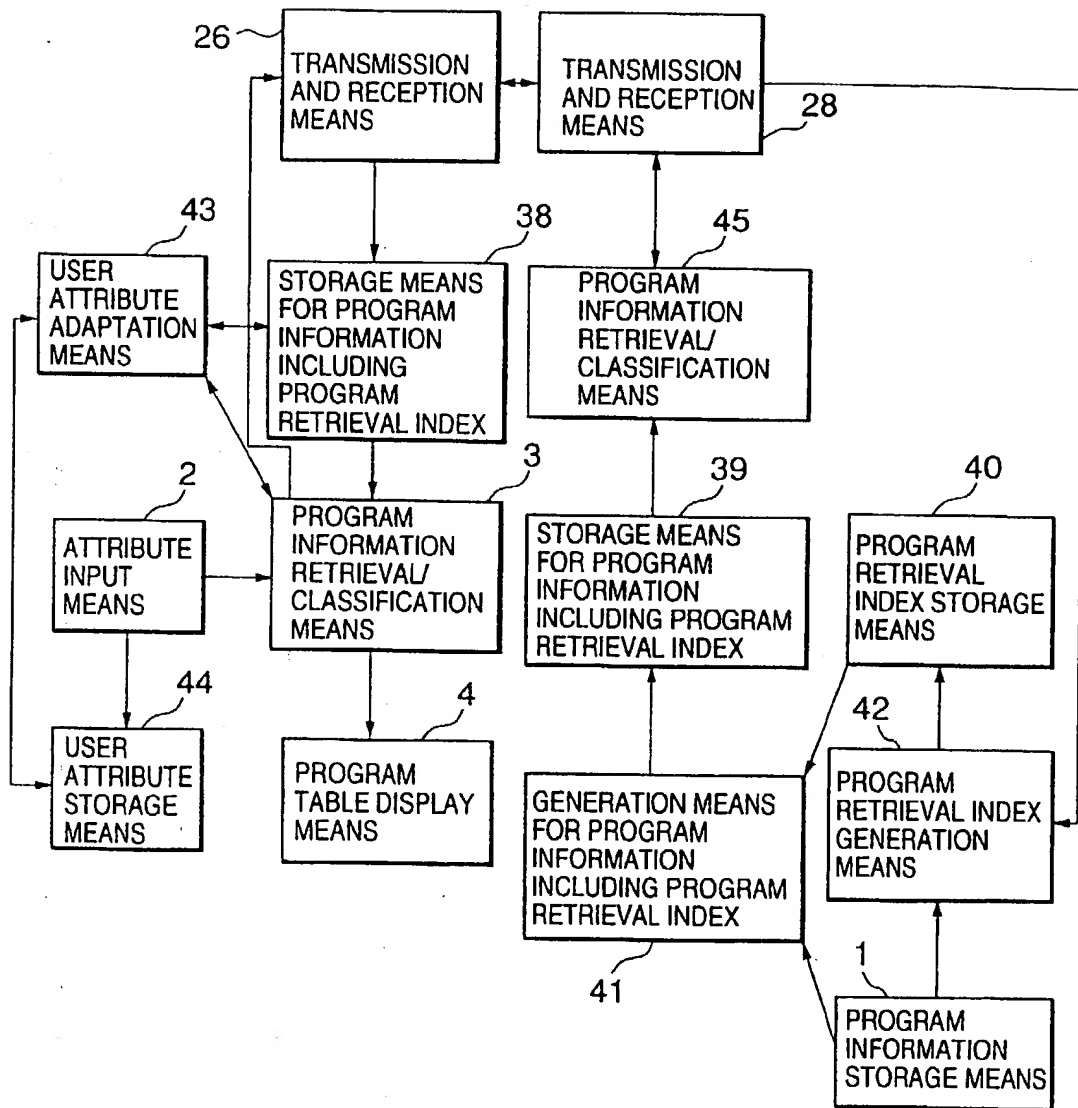 26
TRANSMISSION
AND RECEPTION
MEANS
TRANSMISSION
AND RECEPTION
MEANS
28
43
USER
ATTRIBUTE
ADAPTATION
MEANS
38
STORAGE MEANS
FOR PROGRAM
INFORMATION
INCLUDING
PROGRAM
RETRIEVAL INDEX
45
PROGRAM
INFORMATION
RETRIEVAL/
CLASSIFICATION
MEANS
2
ATTRIBUTE
INPUT
MEANS
3
PROGRAM
INFORMATION
RETRIEVAL/
CLASSIFICATION
MEANS
39
STORAGE MEANS
FOR PROGRAM
INFORMATION
INCLUDING PROGRAM
RETRIEVAL INDEX
40
PROGRAM
RETRIEVAL
INDEX STORAGE
MEANS
44
USER
ATTRIBUTE
STORAGE
MEANS
4
PROGRAM
TABLE DISPLAY
MEANS
GENERATION MEANS
FOR PROGRAM
INFORMATION
INCLUDING PROGRAM
RETRIEVAL INDEX
41
42
PROGRAM
RETRIEVAL INDEX
GENERATION
MEANS
1
PROGRAM
INFORMATION
STORAGE MEANS